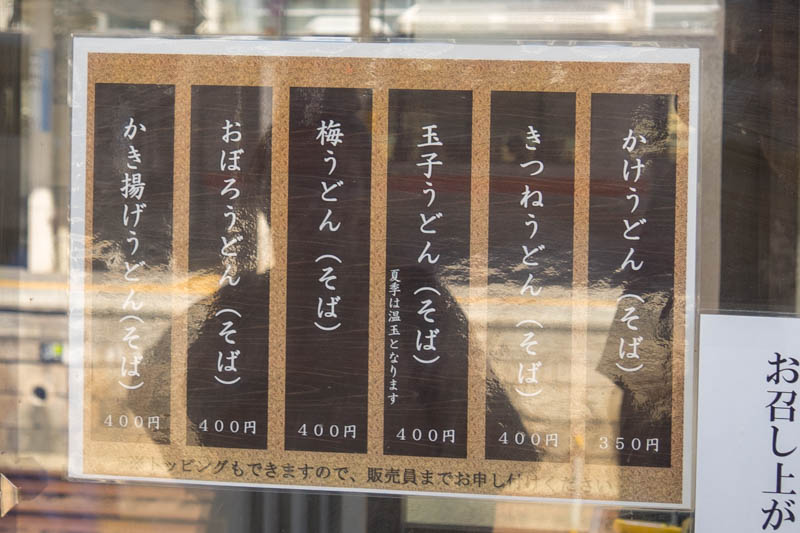 かけうどん（そば）
350円
きつねうどん（そば）
400円
玉子うどん（そば）
夏季は温玉となります
400円
梅うどん（そば）
400円
おぼろうどん（そば）
400円
かき揚げうどん（そば）
400円
※トッピングもできますので、販売員までお申し付けください
お召し上が